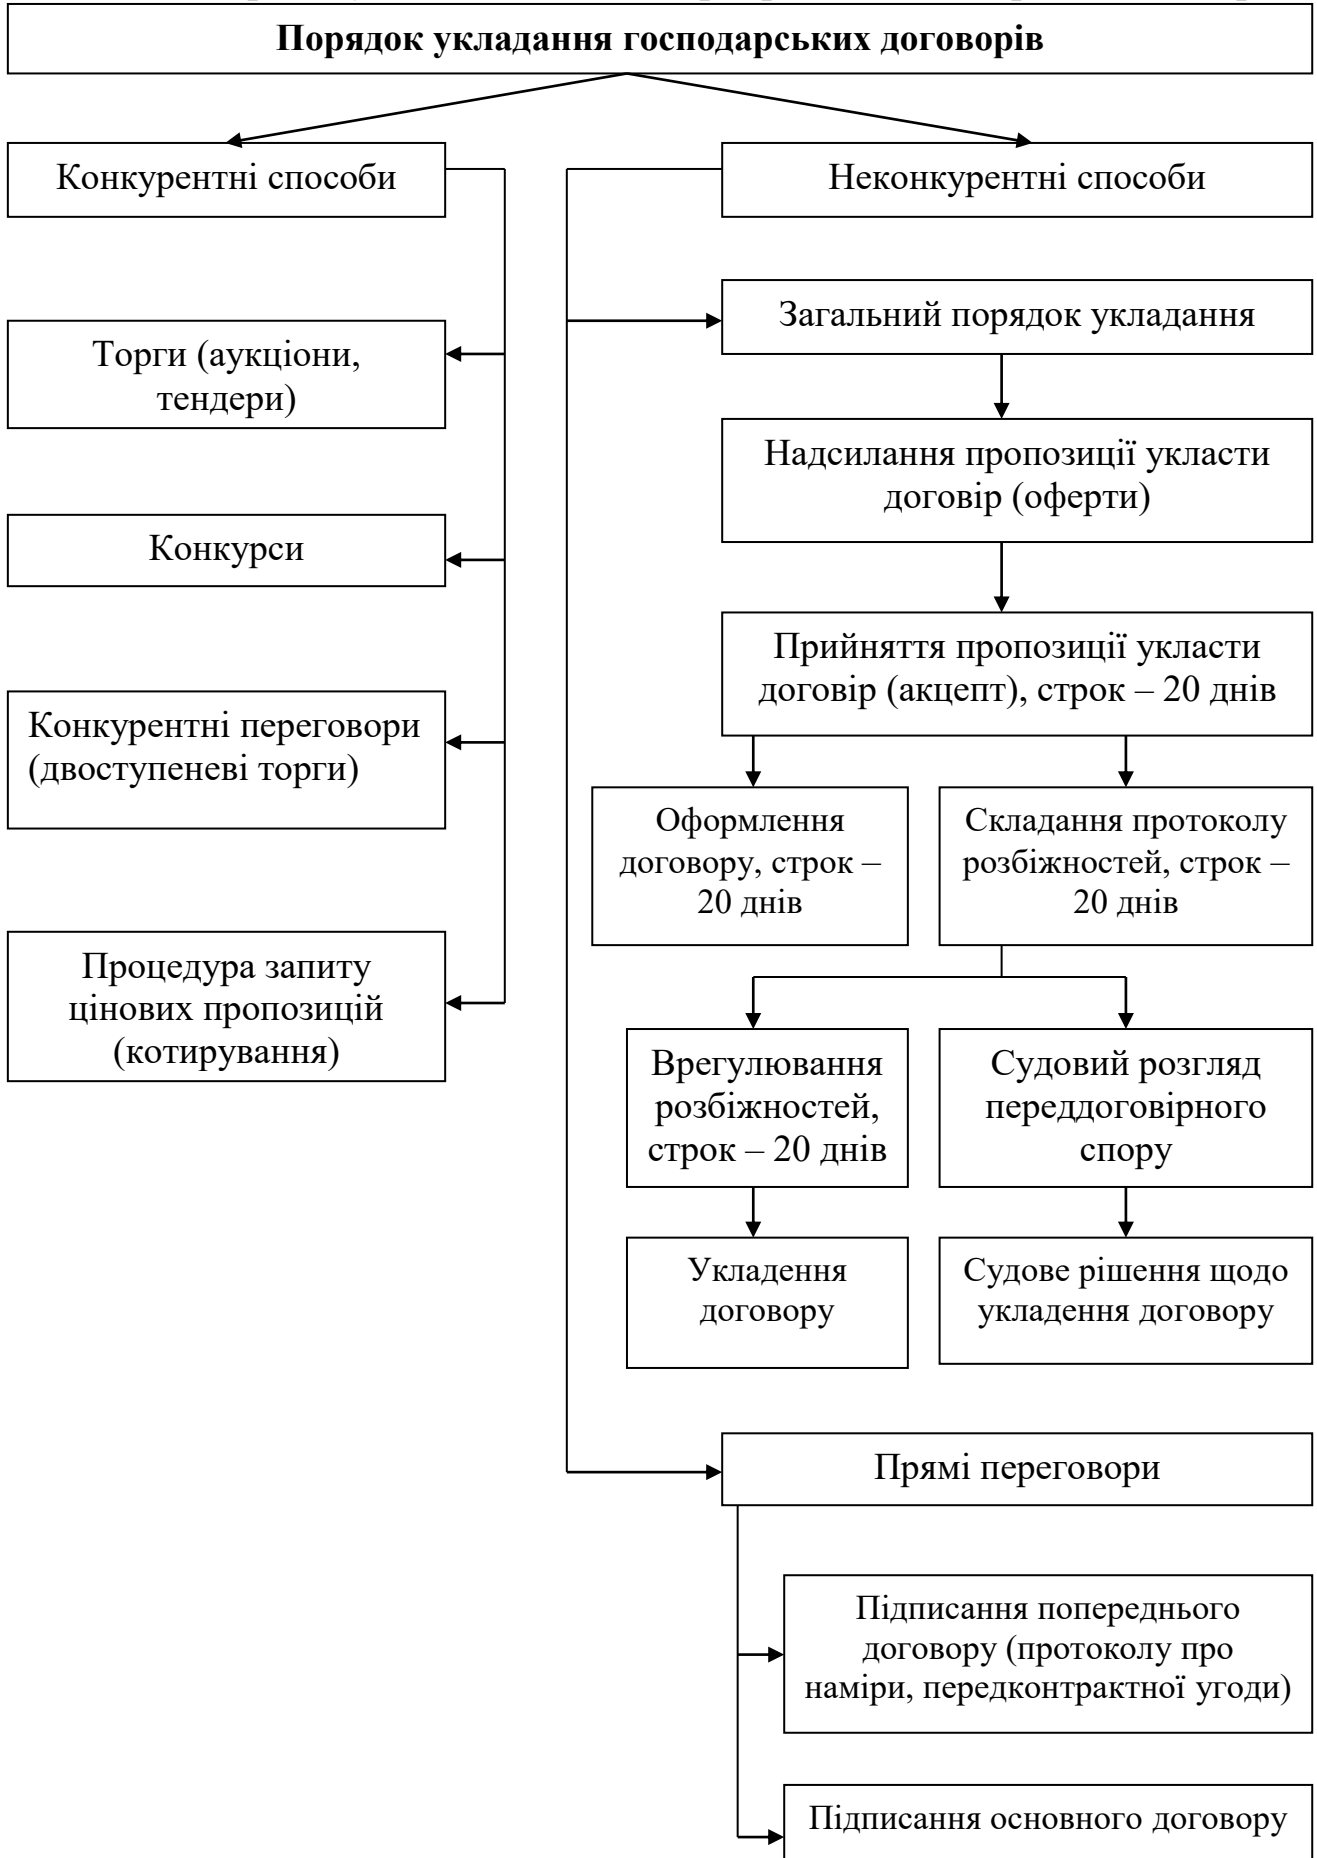 Порядок укладання господарських договорів
Конкурентні способи
Неконкурентні способи
Торги (аукціони,
тендери)
Конкурси
Конкурентні переговори
(двоступеневі торги)
Процедура запиту
цінових пропозицій
(котирування)
Загальний порядок укладання
Надсилання пропозиції укласти
договір (оферти)
Прийняття пропозиції укласти
договір (акцепт), строк – 20 днів
Оформлення
договору, строк –
20 днів
Складання протоколу
розбіжностей, строк –
20 днів
Врегулювання
розбіжностей,
строк – 20 днів
Судовий розгляд
переддоговірного
спору
Укладення
договору
Судове рішення щодо
укладення договору
Прямі переговори
Підписання попереднього
договору (протоколу про
наміри, передконтрактної угоди)
Підписання основного договору